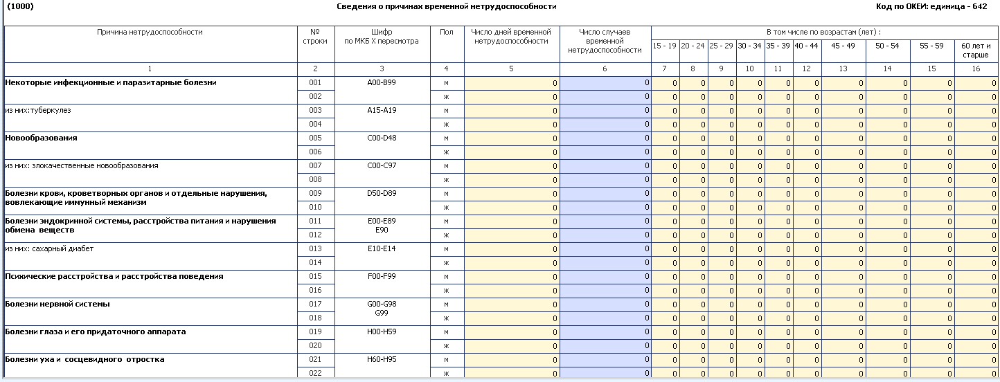 (1000) Сведения о причинах временной нетрудоспособности Код по ОКЕИ: единица - 642
Причина нетрудоспособности № строки Шифр по МКБ X пересмотра Пол Число дней временной нетрудоспособности Число случаев временной нетрудоспособности В том числе по возрастам (лет) :
15 - 19 20 - 24 25 - 29 30 - 34 35 - 39 40 - 44 45 - 49 50 - 54 55 - 59 60 лет и старше
1 2 3 4 5 6 7 8 9 10 11 12 13 14 15 16
Некоторые инфекционные и паразитарные болезни 001 A00-B99 м 0 0 0 0 0 0 0 0 0 0 0 0
002 ж 0 0 0 0 0 0 0 0 0 0 0 0
из них:туберкулез 003 A15-A19 м 0 0 0 0 0 0 0 0 0 0 0 0
004 ж 0 0 0 0 0 0 0 0 0 0 0 0
Новообразования 005 C00-D48 м 0 0 0 0 0 0 0 0 0 0 0 0
006 ж 0 0 0 0 0 0 0 0 0 0 0 0
из них: злокачественные новообразования 007 C00-C97 м 0 0 0 0 0 0 0 0 0 0 0 0
008 ж 0 0 0 0 0 0 0 0 0 0 0 0
Болезни крови, кроветворных органов и отдельные нарушения, 009 D50-D89 м 0 0 0 0 0 0 0 0 0 0 0 0
вовлекающие иммунный механизм 010 ж 0 0 0 0 0 0 0 0 0 0 0 0
Болезни эндокринной системы, расстройства питания и нарушения 011 E00-E89 м 0 0 0 0 0 0 0 0 0 0 0 0
обмена веществ 012 E90 ж 0 0 0 0 0 0 0 0 0 0 0 0
из них: сахарный диабет 013 E10-E14 м 0 0 0 0 0 0 0 0 0 0 0 0
014 ж 0 0 0 0 0 0 0 0 0 0 0 0
Психические расстройства и расстройства поведения 015 F00-F99 м 0 0 0 0 0 0 0 0 0 0 0 0
016 ж 0 0 0 0 0 0 0 0 0 0 0 0
Болезни нервной системы 017 G00-G98 м 0 0 0 0 0 0 0 0 0 0 0 0
018 G99 ж 0 0 0 0 0 0 0 0 0 0 0 0
Болезни глаза и его придаточного аппарата 019 H00-H59 м 0 0 0 0 0 0 0 0 0 0 0 0
020 ж 0 0 0 0 0 0 0 0 0 0 0 0
Болезни уха и сосцевидного отростка 021 H60-H95 м 0 0 0 0 0 0 0 0 0 0 0 0
022 ж 0 0 0 0 0 0 0 0 0 0 0 0